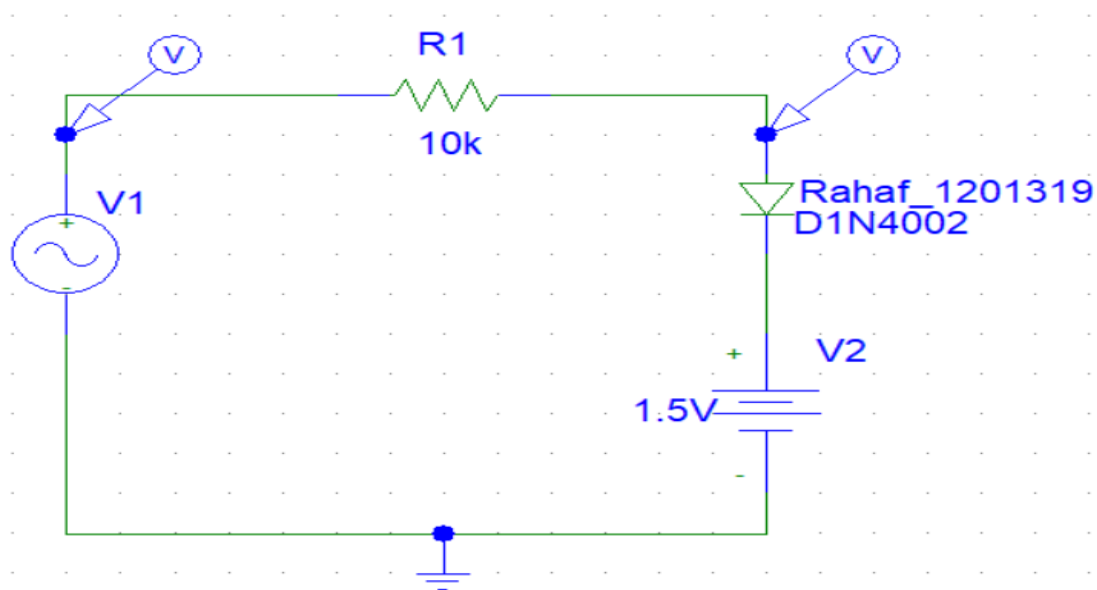 R1
V
V
10k
V1
+
-
Rahaf_1201319
D1N4002
+
V2
1.5V
-